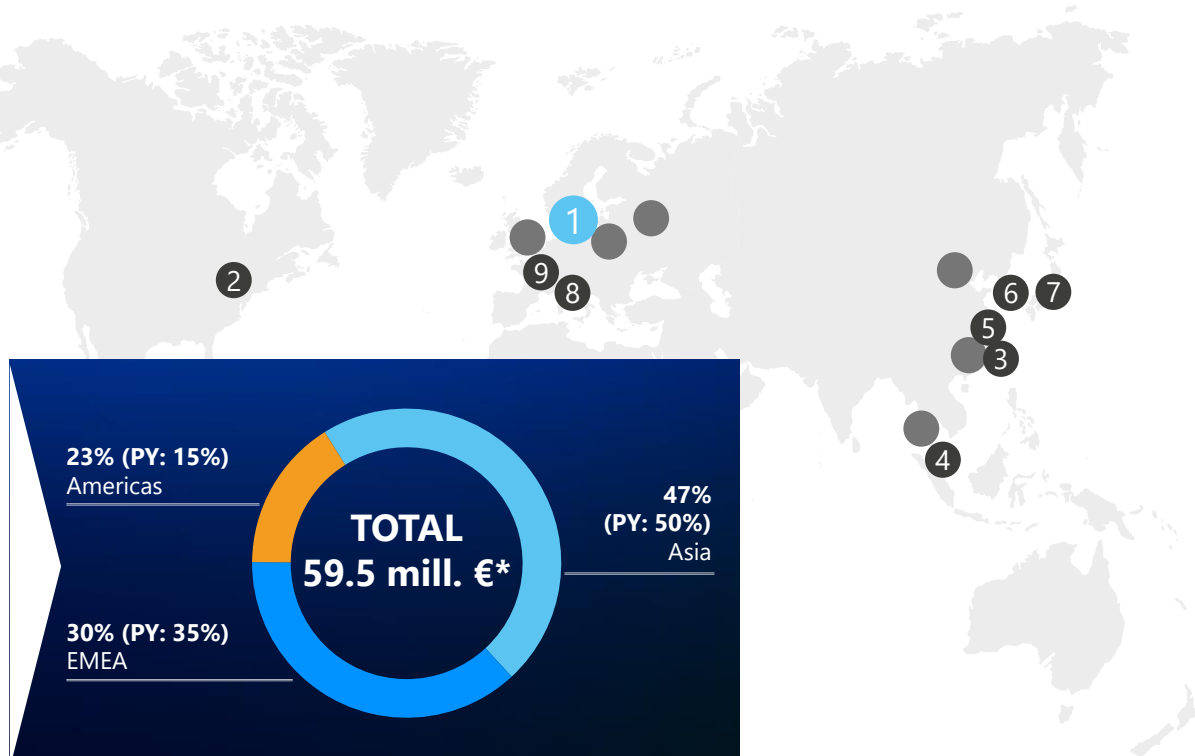 1
2
9
8
6
7
5
3
4
23% (PY: 15%)
Americas
47%
(PY: 50%)
Asia
TOTAL
59.5 mill. €*
30% (PY: 35%)
EMEA